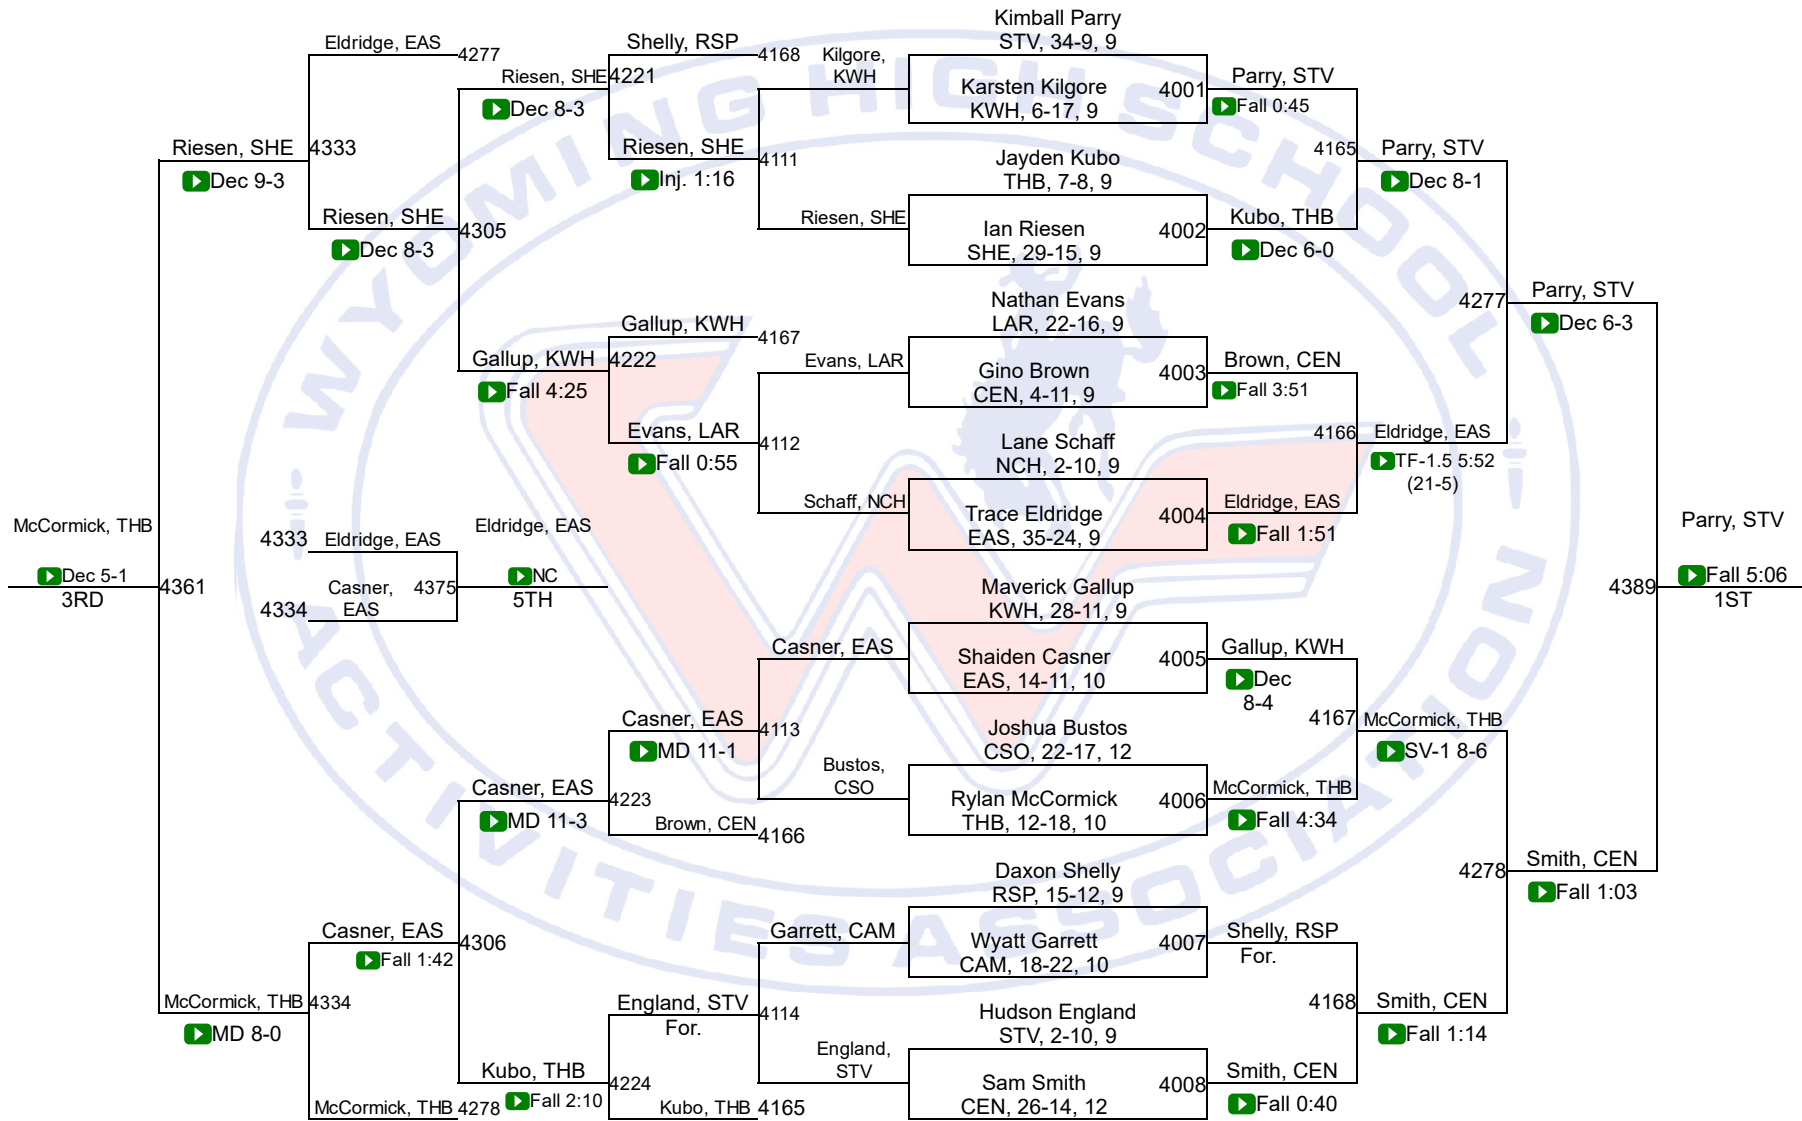 WYOMING HIGH SCHOOL
ACTIVITIES ASSOCIATION
Kimball Parry
STV, 34-9, 9
Karsten Kilgore
KWH, 6-17, 9
4001
Parry, STV
Fall 0:45
Jayden Kubo
THB, 7-8, 9
Ian Riesen
SHE, 29-15, 9
4002
Kubo, THB
Dec 6-0
Nathan Evans
LAR, 22-16, 9
Gino Brown
CEN, 4-11, 9
4003
Brown, CEN
Fall 3:51
Lane Schaff
NCH, 2-10, 9
Trace Eldridge
EAS, 35-24, 9
4004
Eldridge, EAS
Fall 1:51
Maverick Gallup
KWH, 28-11, 9
Shaiden Casner
EAS, 14-11, 10
4005
Gallup, KWH
Dec
8-4
Joshua Bustos
CSO, 22-17, 12
Rylan McCormick
THB, 12-18, 10
4006
McCormick, THB
Fall 4:34
Daxon Shelly
RSP, 15-12, 9
Wyatt Garrett
CAM, 18-22, 10
4007
Shelly, RSP
For.
Hudson England
STV, 2-10, 9
Sam Smith
CEN, 26-14, 12
4008
Smith, CEN
Fall 0:40
4165
Parry, STV
Dec 8-1
4166
Eldridge, EAS
TF-1.5 5:52
(21-5)
4167
McCormick, THB
SV-1 8-6
4168
Smith, CEN
Fall 1:14
4277
Parry, STV
Dec 6-3
4278
Smith, CEN
Fall 1:03
4389
Parry, STV
Fall 5:06
1ST
Kilgore,
KWH
4111
Riesen, SHE
Riesen, SHE
Inj. 1:16
Shelly, RSP
4168
Evans, LAR
4112
Schaff, NCH
Evans, LAR
Fall 0:55
Gallup, KWH
4167
Casner, EAS
4113
Bustos,
CSO
Casner, EAS
MD 11-1
Brown, CEN
4166
Garrett, CAM
4114
England,
STV
England, STV
For.
Kubo, THB
4165
4221
Riesen, SHE
Dec 8-3
4222
Gallup, KWH
Fall 4:25
4223
Casner, EAS
MD 11-3
4224
Kubo, THB
Fall 2:10
4305
Riesen, SHE
Dec 8-3
Eldridge, EAS
4277
4306
Casner, EAS
Fall 1:42
McCormick, THB
4278
4333
Riesen, SHE
Dec 9-3
4334
McCormick, THB
MD 8-0
4361
McCormick, THB
Dec 5-1
3RD
4333
Eldridge, EAS
4334
Casner,
EAS
4375
Eldridge, EAS
NC
5TH